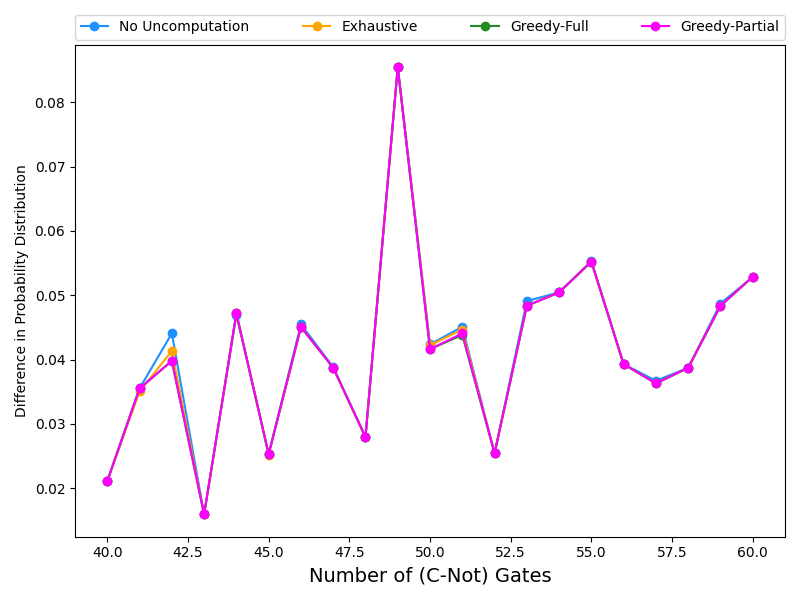 No Uncomputation Exhaustive Greedy-Full Greedy-Partial
Difference in Probability Distribution
0.08
0.07
0.06
0.05
0.04
0.03
0.02
40.0 42.5 45.0 47.5 50.0 52.5 55.0 57.5 60.0
Number of (C-Not) Gates